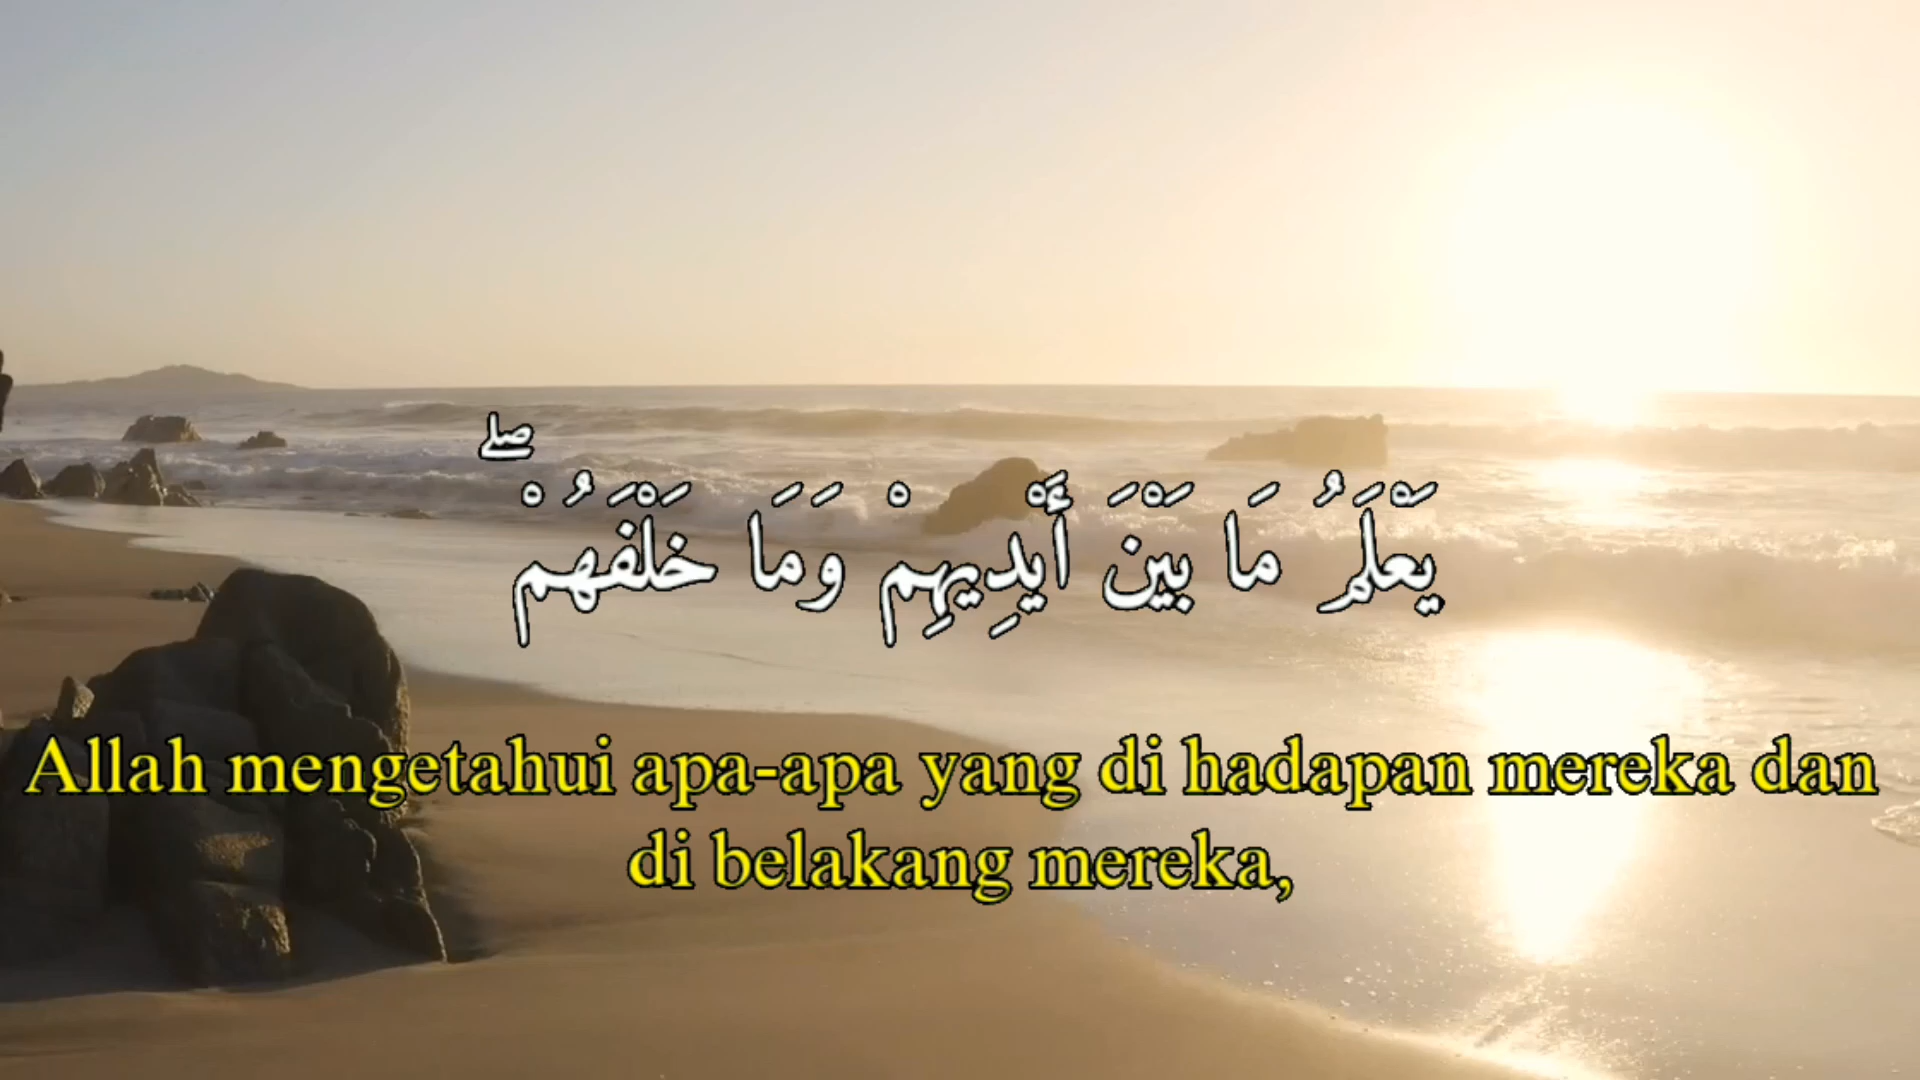 يَعْلَمُ مَا بَيْنَ أَيْدِيهِمْ وَمَا خَلْفَهُمْ ۖ
Allah mengetahui apa-apa yang di hadapan mereka dan
di belakang mereka,